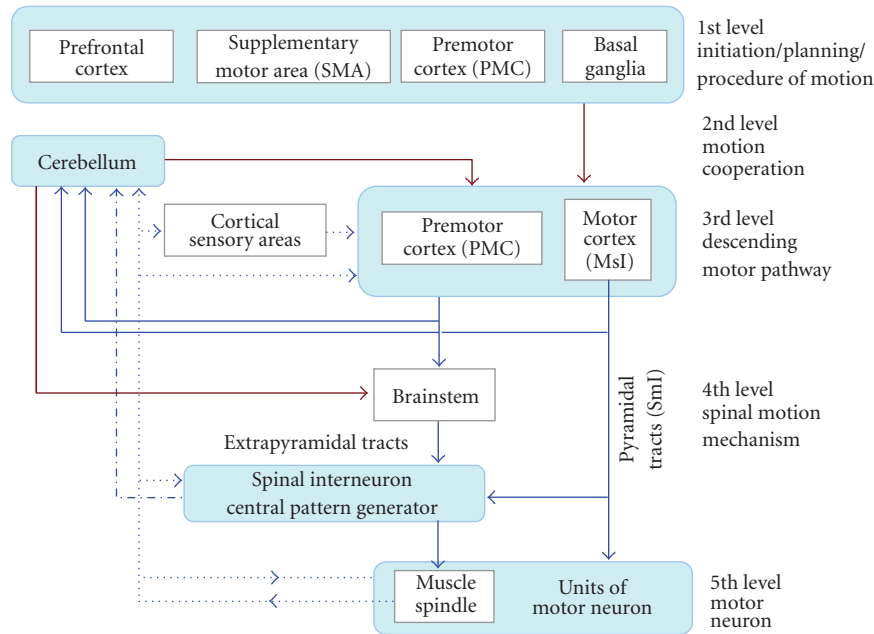 Prefrontal
cortex
Supplementary
motor area (SMA)
Premotor
cortex (PMC)
Basal
ganglia
1st level
initiation/planning/
procedure of motion
2nd level
motion
cooperation
Cerebellum
Cortical
sensory areas
Premotor
cortex (PMC)
Motor
cortex
(MsI)
3rd level
descending
motor pathway
Brainstem
Pyramidal
tracts (SmI)
4th level
spinal motion
mechanism
Extrapyramidal tracts
Spinal interneuron
central pattern generator
Muscle
spindle
Units of
motor neuron
5th level
motor
neuron